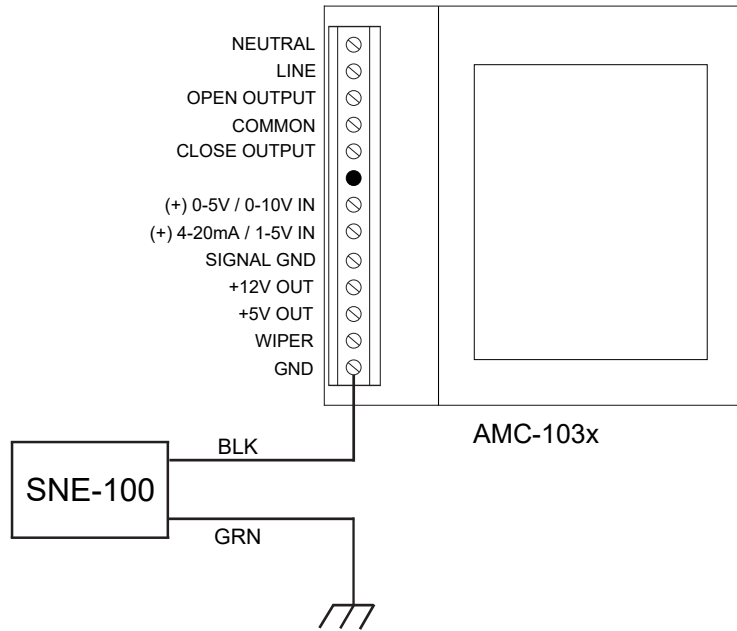 NEUTRAL
LINE
OPEN OUTPUT
COMMON
CLOSE OUTPUT
(+) 0-5V / 0-10V IN
(+) 4-20mA / 1-5V IN
SIGNAL GND
+12V OUT
+5V OUT
WIPER
GND
AMC-103x
BLK
SNE-100
GRN